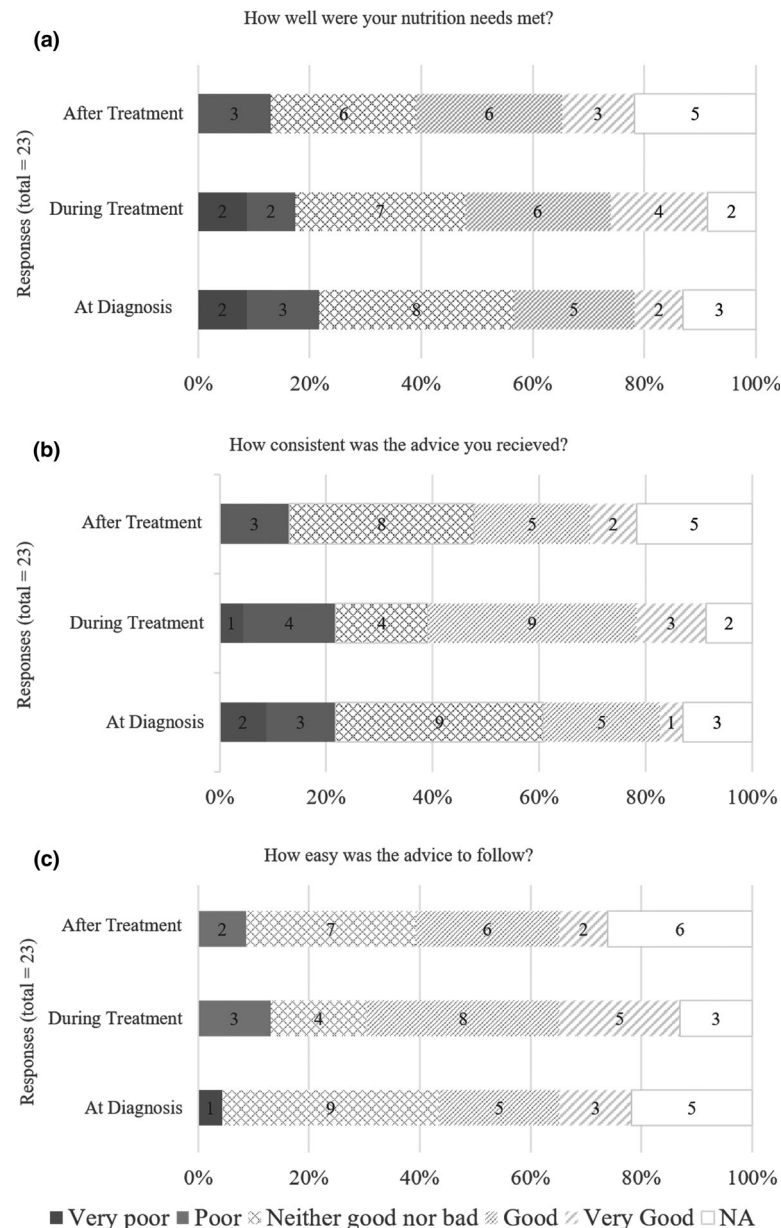 How well were your nutrition needs met?
(a)
Responses (total = 23)
After Treatment 3 6 6 3 5
During Treatment 2 2 7 6 4 2
At Diagnosis 2 3 8 5 2 3
0% 20% 40% 60% 80% 100%
(b) How consistent was the advice you recieved?
Responses (total = 23)
After Treatment 3 8 5 2 5
During Treatment 1 4 4 9 3 2
At Diagnosis 2 3 9 5 1 3
0% 20% 40% 60% 80% 100%
(c) How easy was the advice to follow?
Responses (total = 23)
After Treatment 2 7 6 2 6
During Treatment 3 4 8 5 3
At Diagnosis 1 9 5 3 5
0% 20% 40% 60% 80% 100%
Very poor Poor Neither good nor bad Good Very Good NA